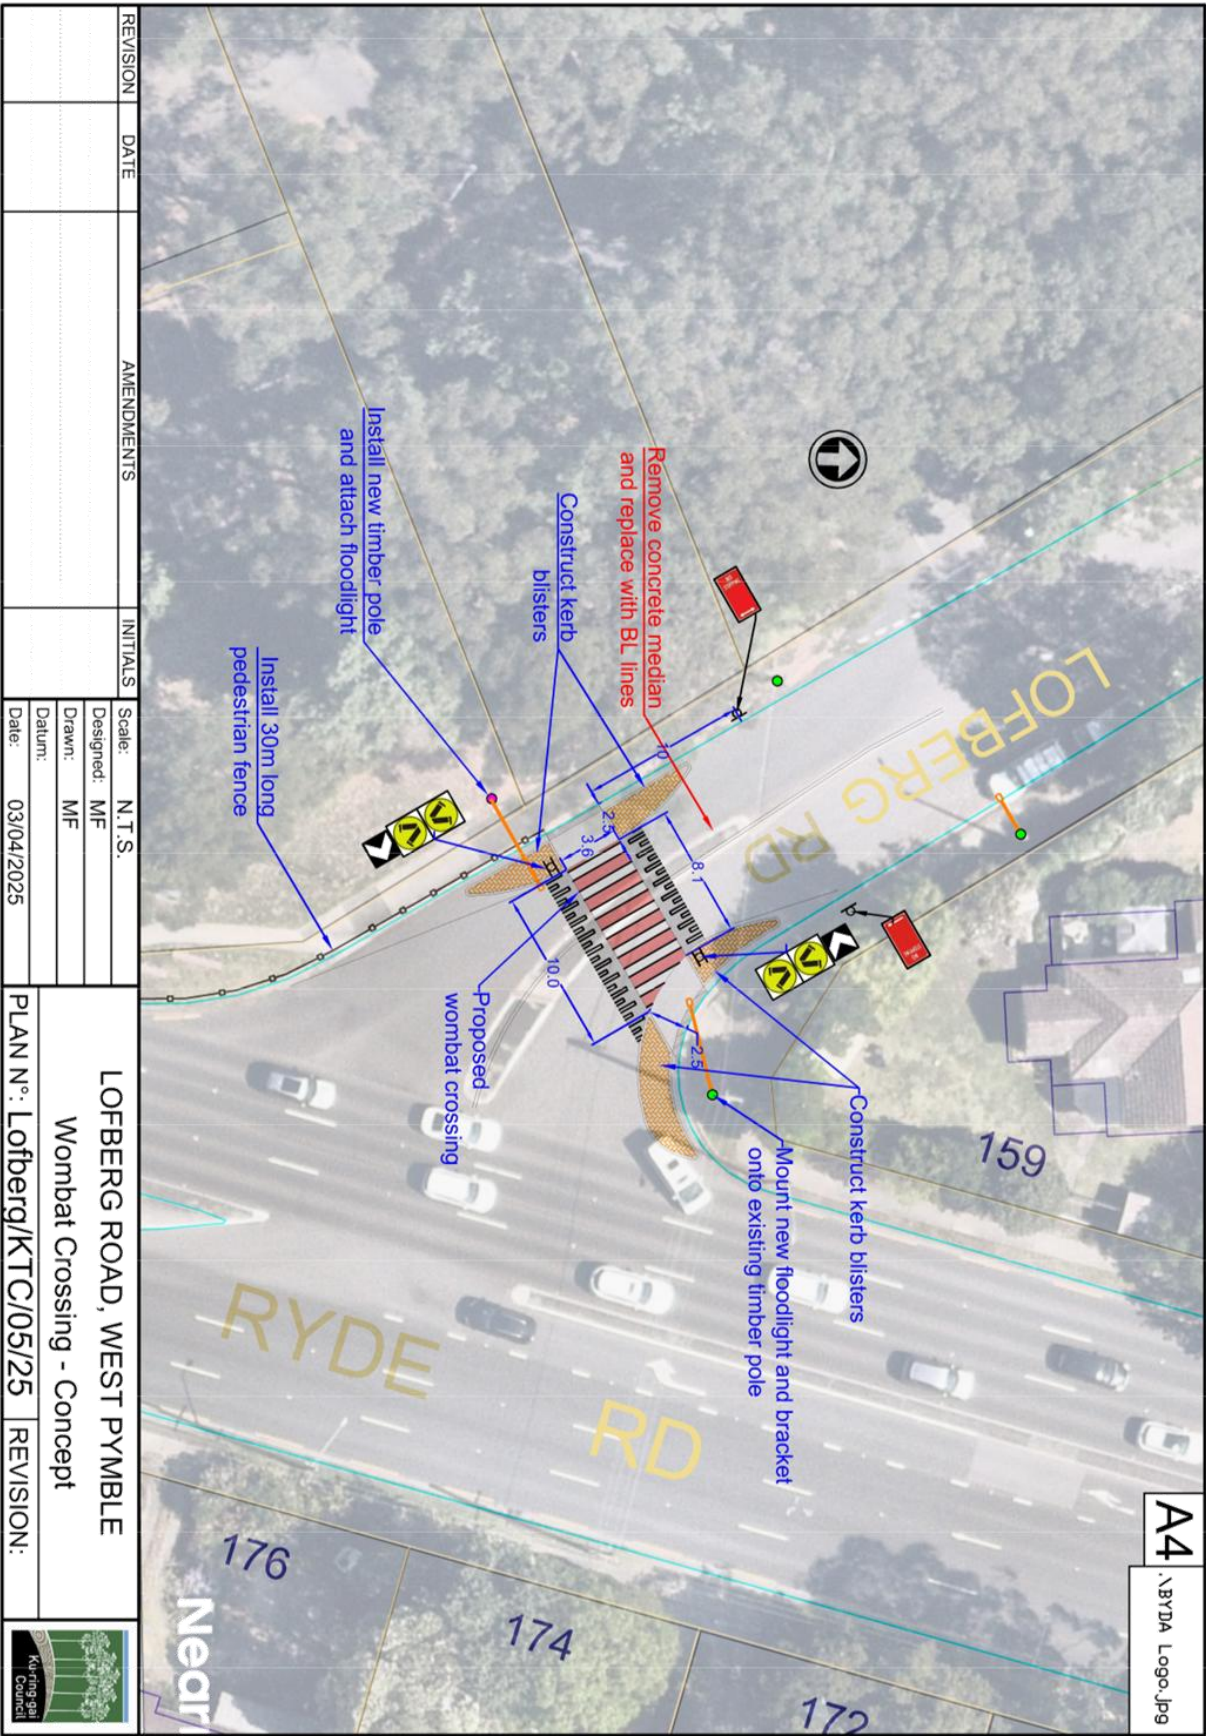 A4
.\BYDA Logo.jpg
LOFBERG RD
159
Remove concrete median
and replace with BL lines
Construct kerb
blisters
Install new timber pole
and attach floodlight
Install 30m long
pedestrian fence
10
2.5
3.6
8.1
10.0
2.5
Construct kerb blisters
Mount new floodlight and bracket
onto existing timber pole
Proposed
wombat crossing
RYDE
RD
176
174
172
Near
REVISION
DATE
AMENDMENTS
INITIALS
Scale: N.T.S.
Designed: MF
Drawn: MF
Datum:
Date: 03/04/2025
LOFBERG ROAD, WEST PYMBLE
Wombat Crossing - Concept
PLAN N°: Lofberg/KTC/05/25
REVISION:
Ku-ring-gai
Council